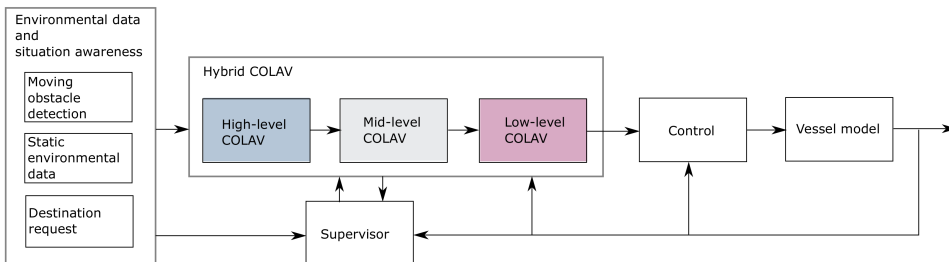 Environmental data
and
situation awareness
Moving
obstacle
detection
Static
environmental
data
Destination
request
Hybrid COLAV
High-level
COLAV
Mid-level
COLAV
Low-level
COLAV
Control
Vessel model
Supervisor